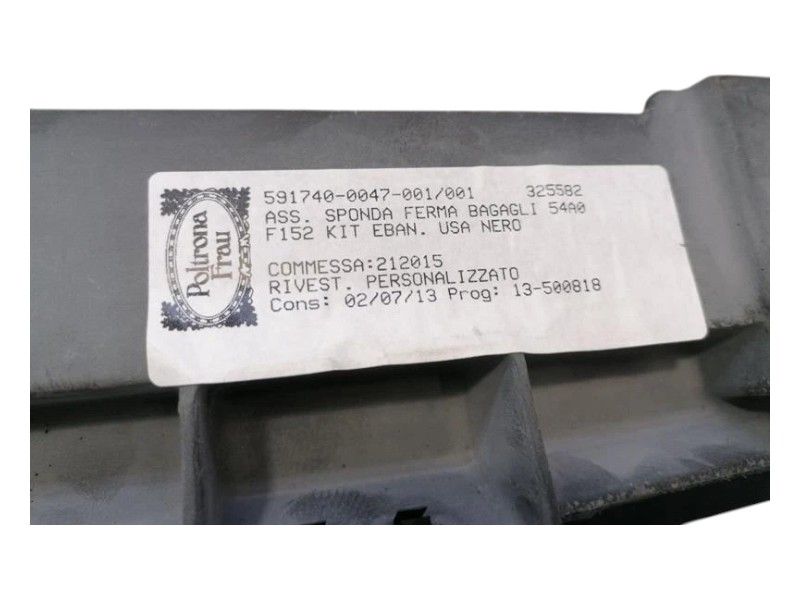 Poltrona
Frau
591740-0047-001/001 325582
ASS. SPONDA FERMA BAGAGLI 54A0
F152 KIT EBAN. USA NERO
COMMESSA:212015
RIVEST. PERSONALIZZATO
Cons: 02/07/13 Prog: 13-500818